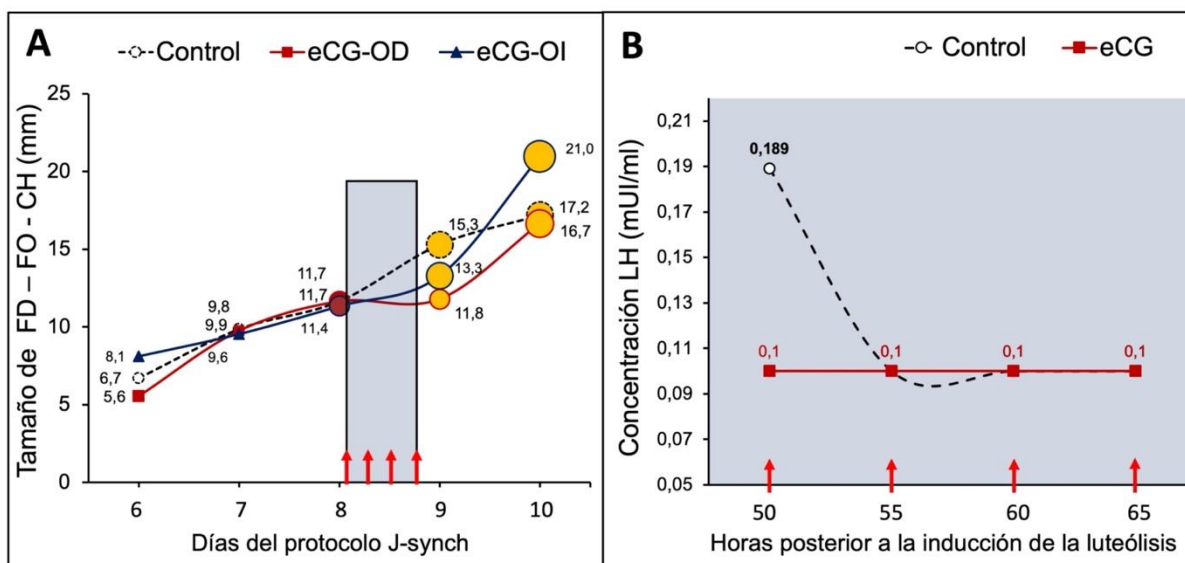 A
Control eCG-OD eCG-OI
Tamaño de FD – FO - CH (mm)
25
20
15
10
5
0
8,1
6,7
5,6
9,8
9,9
9,6
11,7
11,7
11,4
15,3
13,3
11,8
21,0
17,2
16,7
6 7 8 9 10
Días del protocolo J-synch
B
Control eCG
Concentración LH (mUI/ml)
0,21
0,19
0,17
0,15
0,13
0,11
0,09
0,07
0,05
0,189
0,1 0,1 0,1 0,1
50 55 60 65
Horas posterior a la inducción de la luteólisis